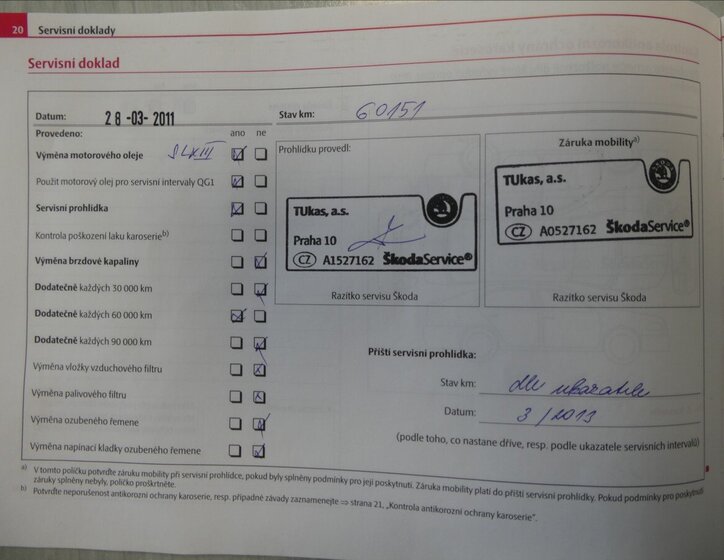 20 Servisní doklady
Servisní doklad
Datum: 28 -03- 2011
Stav km: 60151
Provedeno: ano ne
Výměna motorového oleje
Použit motorový olej pro servisní intervaly QG1
Servisní prohlídka
Kontrola poškození laku karoserie b)
Výměna brzdové kapaliny
Dodatečně každých 30 000 km
Dodatečně každých 60 000 km
Dodatečně každých 90 000 km
Výměna vložky vzduchového filtru
Výměna palivového filtru
Výměna ozubeného řemene
Výměna napínací kladky ozubeného řemene
Prohlídku provedl:
TUkas, a.s.
Praha 10
CZ A1527162 ŠkodaService®
Razítko servisu Škoda
Záruka mobility a)
TUkas, a.s.
Praha 10
CZ A0527162 ŠkodaService®
Razítko servisu Škoda
Příští servisní prohlídka:
Stav km: dle ukazatele
Datum: 3/2013
(podle toho, co nastane dříve, resp. podle ukazatele servisních intervalů)
a) V tomto políčku potvrďte záruku mobility při servisní prohlídce, pokud byly splněny podmínky pro její poskytnutí. Záruka mobility platí do příští servisní prohlídky. Pokud podmínky pro poskytnutí
záruky splněny nebyly, políčko proškrtněte.
b) Potvrďte neporušenost antikorozní ochrany karoserie, resp. případné závady zaznamenejte ⇒ strana 21, „Kontrola antikorozní ochrany karoserie“.